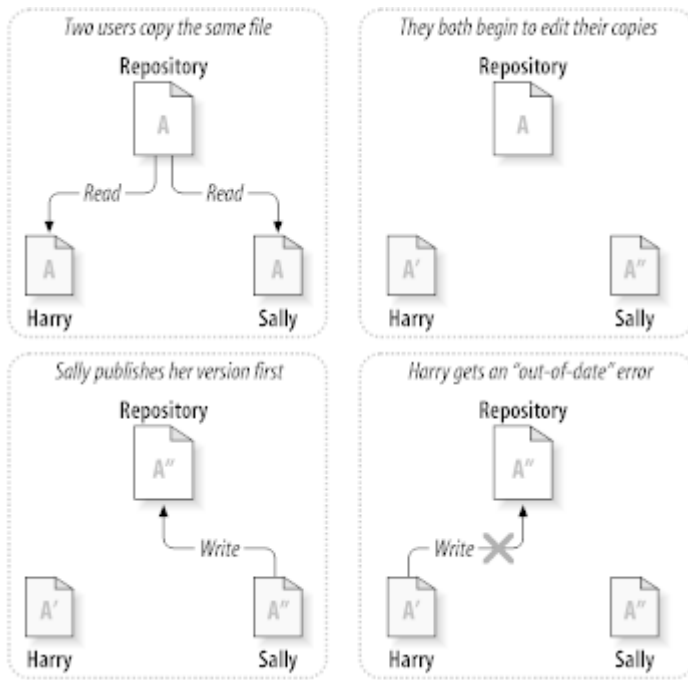 Two users copy the same file
Repository
A
Read
Read
A
A
Harry
Sally
They both begin to edit their copies
Repository
A
A′
A″
Harry
Sally
Sally publishes her version first
Repository
A″
Write
A′
A″
Harry
Sally
Harry gets an “out-of-date” error
Repository
A″
Write
A′
A″
Harry
Sally